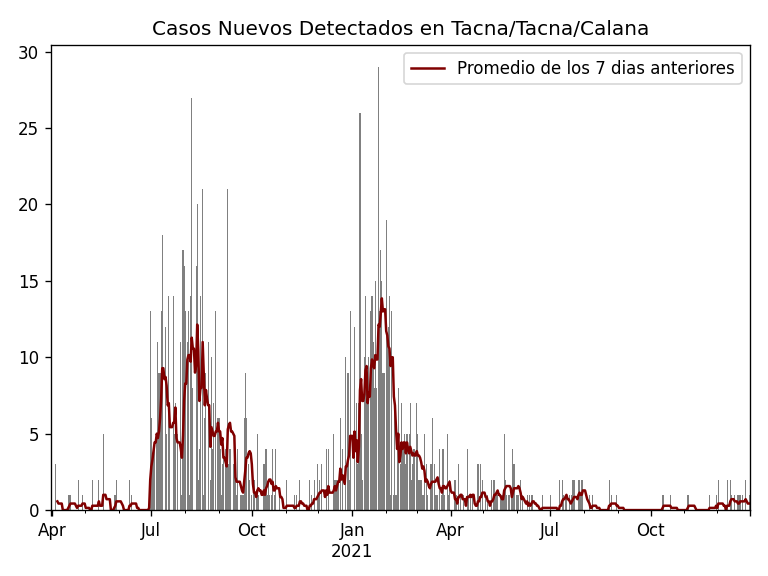 Casos Nuevos Detectados en Tacna/Tacna/Calana
Promedio de los 7 dias anteriores
30
25
20
15
10
5
0
Apr Jul Oct Jan Apr Jul Oct
2021